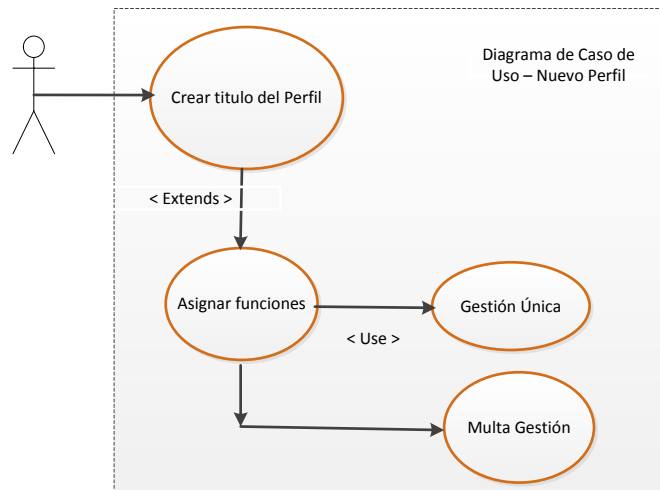 Diagrama de Caso de
Uso – Nuevo Perfil
Crear titulo del Perfil
< Extends >
Asignar funciones
Gestión Única
< Use >
Multa Gestión